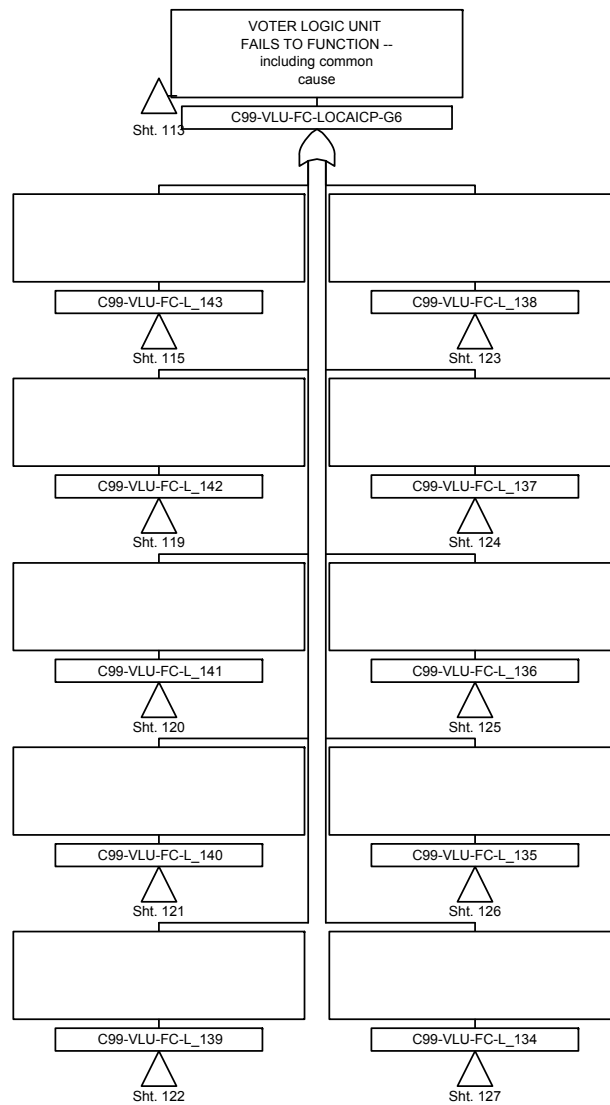 VOTER LOGIC UNIT
FAILS TO FUNCTION --
including common
cause
Sht. 113
C99-VLU-FC-LOCAICP-G6
C99-VLU-FC-L_143
C99-VLU-FC-L_138
Sht. 115
Sht. 123
C99-VLU-FC-L_142
C99-VLU-FC-L_137
Sht. 119
Sht. 124
C99-VLU-FC-L_141
C99-VLU-FC-L_136
Sht. 120
Sht. 125
C99-VLU-FC-L_140
C99-VLU-FC-L_135
Sht. 121
Sht. 126
C99-VLU-FC-L_139
C99-VLU-FC-L_134
Sht. 122
Sht. 127